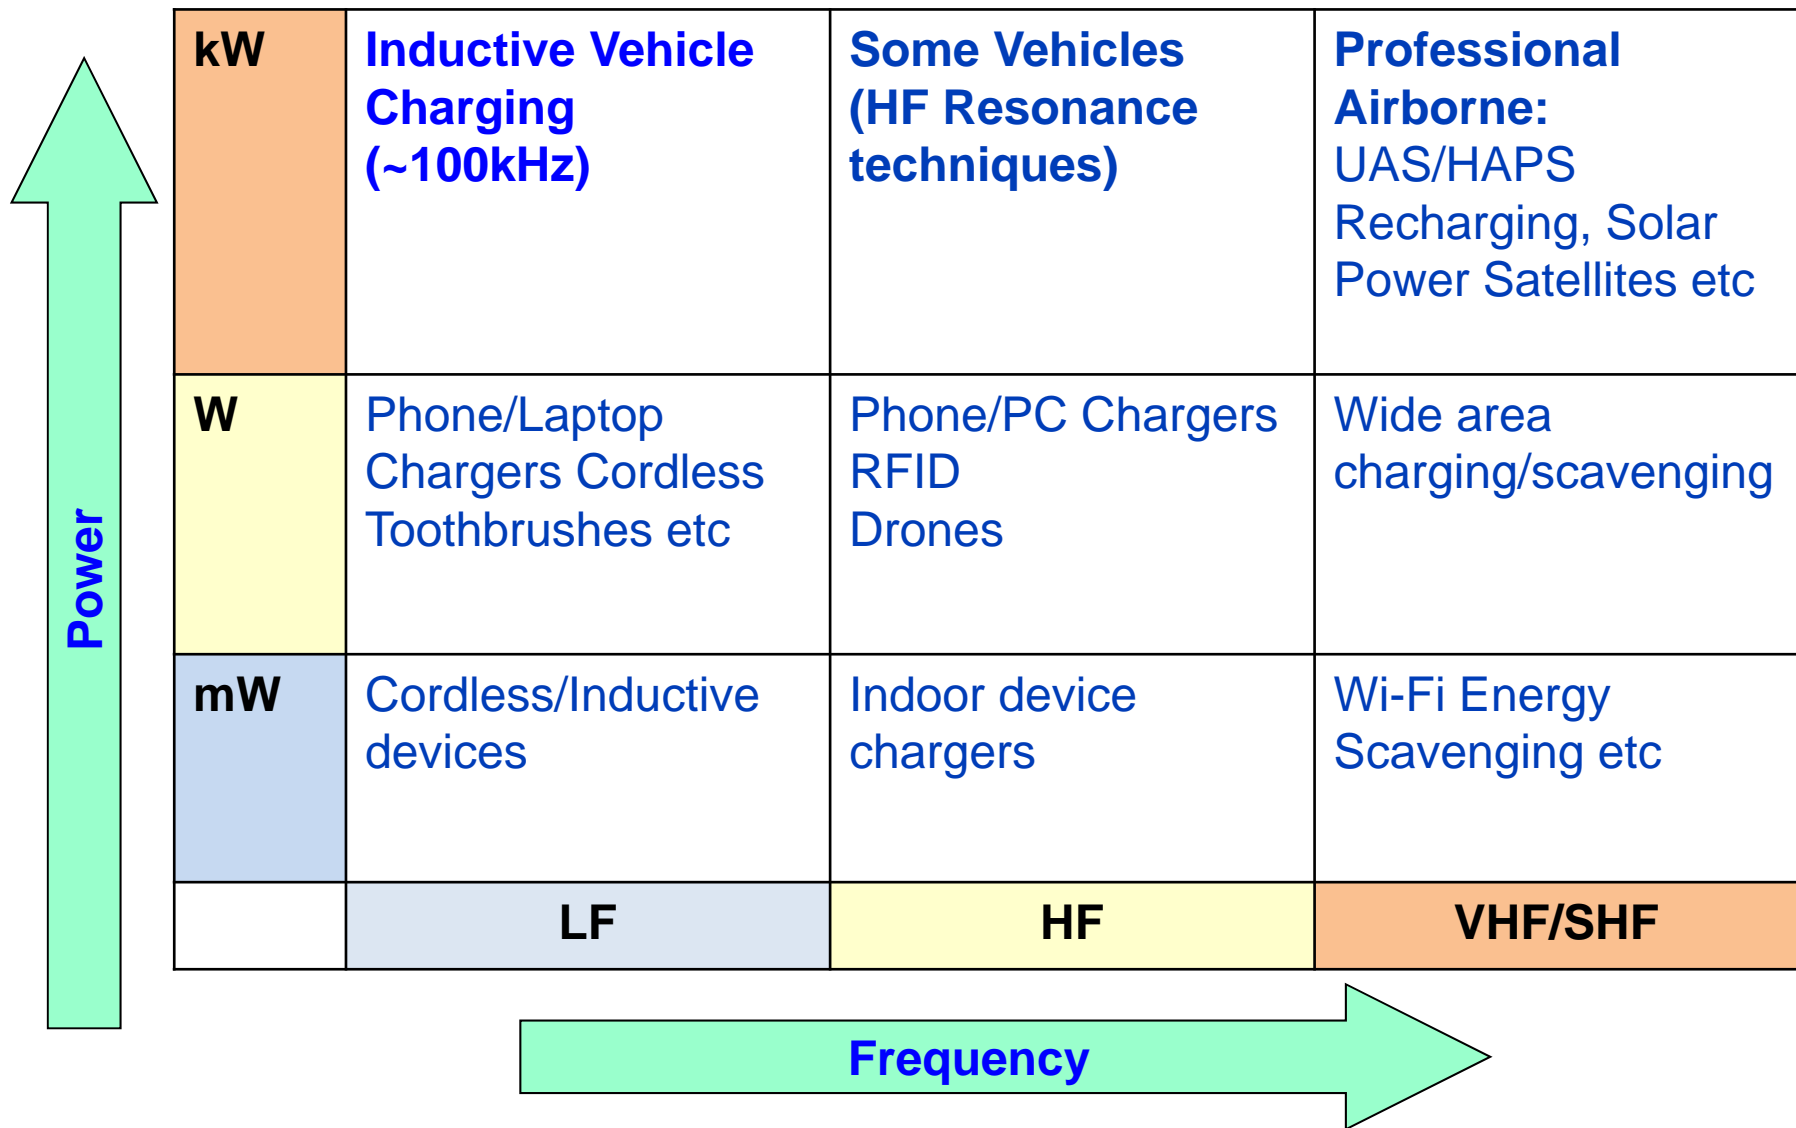 kW
Inductive Vehicle
Charging
(~100kHz)
Some Vehicles
(HF Resonance
techniques)
Professional
Airborne:
UAS/HAPS
Recharging, Solar
Power Satellites etc
W
Phone/Laptop
Chargers Cordless
Toothbrushes etc
Phone/PC Chargers
RFID
Drones
Wide area
charging/scavenging
Power
mW
Cordless/Inductive
devices
Indoor device
chargers
Wi-Fi Energy
Scavenging etc
LF
HF
VHF/SHF
Frequency